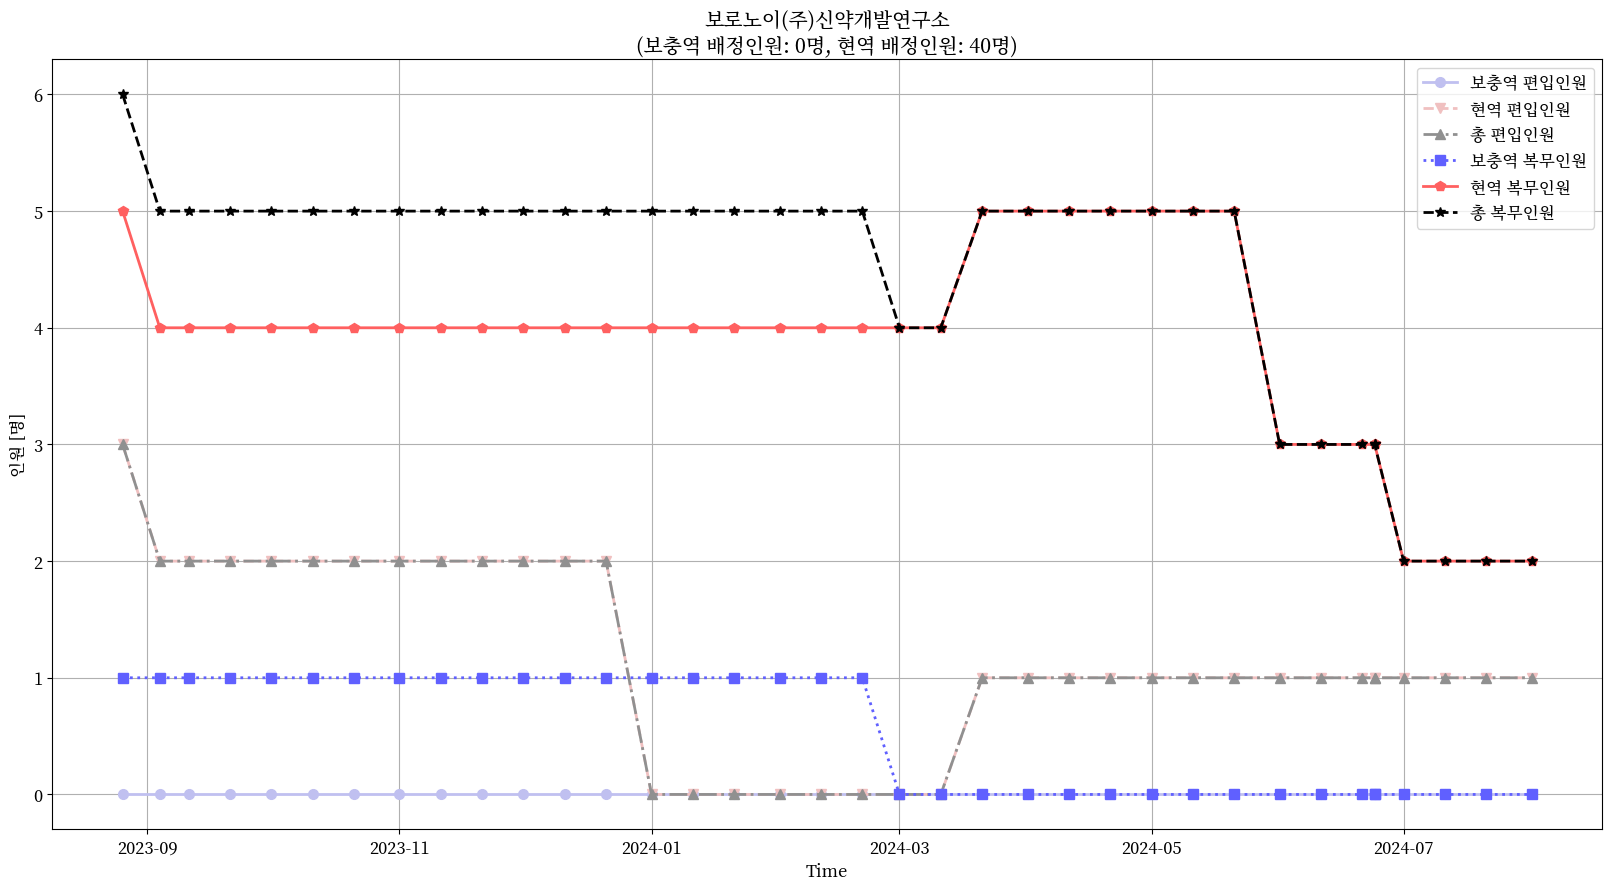 보로노이(주)신약개발연구소
(보충역 배정인원: 0명, 현역 배정인원: 40명)
보충역 편입인원
현역 편입인원
총 편입인원
보충역 복무인원
현역 복무인원
총 복무인원
인원 [명]
6
5
4
3
2
1
0
2023-09
2023-11
2024-01
2024-03
2024-05
2024-07
Time